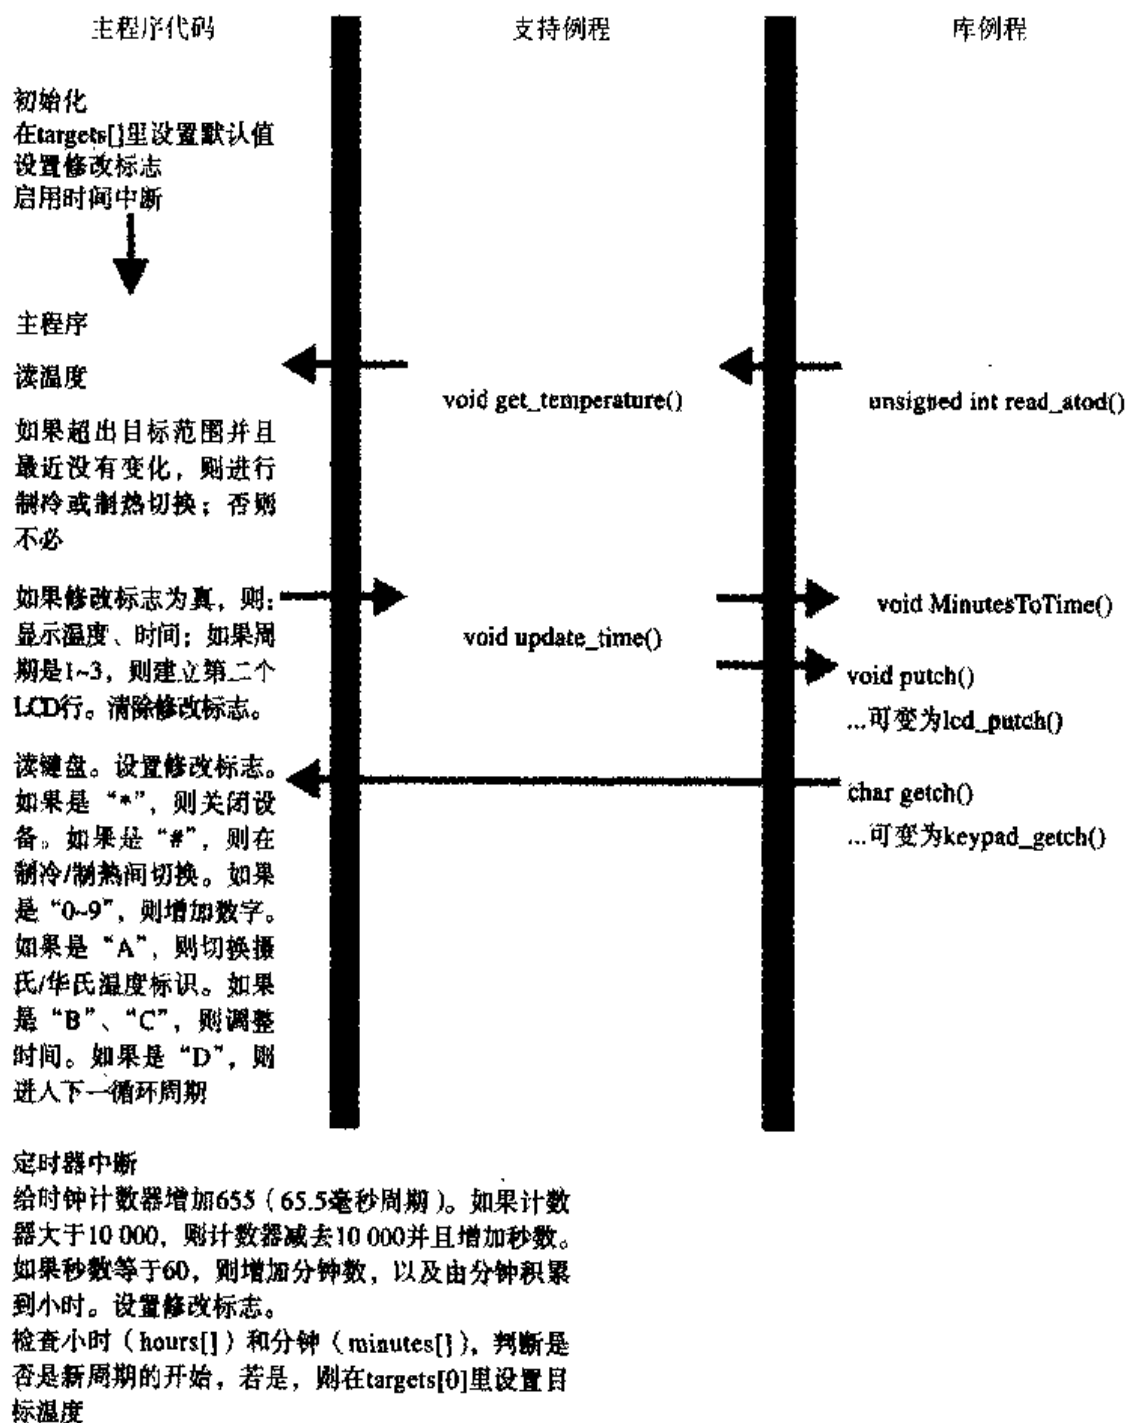 主程序代码
支持例程
库例程
初始化
在targets[]里设置默认值
设置修改标志
启用时间中断
主程序
读温度
void get_temperature()
unsigned int read_atod()
如果超出目标范围并且
最近没有变化，则进行
制冷或制热切换；否则
不必
如果修改标志为真，则：
显示温度、时间；如果周
期是1~3，则建立第二个
LCD行。清除修改标志。
void update_time()
void MinutesToTime()
void putch()
...可变为lcd_putch()
读键盘。设置修改标志。
如果是“*”，则关闭设
备。如果是“#”，则在
制冷/制热间切换。如果
是“0~9”，则增加数字。
如果是“A”，则切换摄
氏/华氏温度标识。如果
是“B”、“C”，则调整
时间。如果是“D”，则
进入下一循环周期
char getch()
...可变为keypad_getch()
定时器中断
给时钟计数器增加655（65.5毫秒周期）。如果计数
器大于10 000，则计数器减去10 000并且增加秒数。
如果秒数等于60，则增加分钟数，以及由分钟积累
到小时。设置修改标志。
检查小时（hours[]）和分钟（minutes[]），判断是
否是新周期的开始，若是，则在targets[0]里设置目
标温度